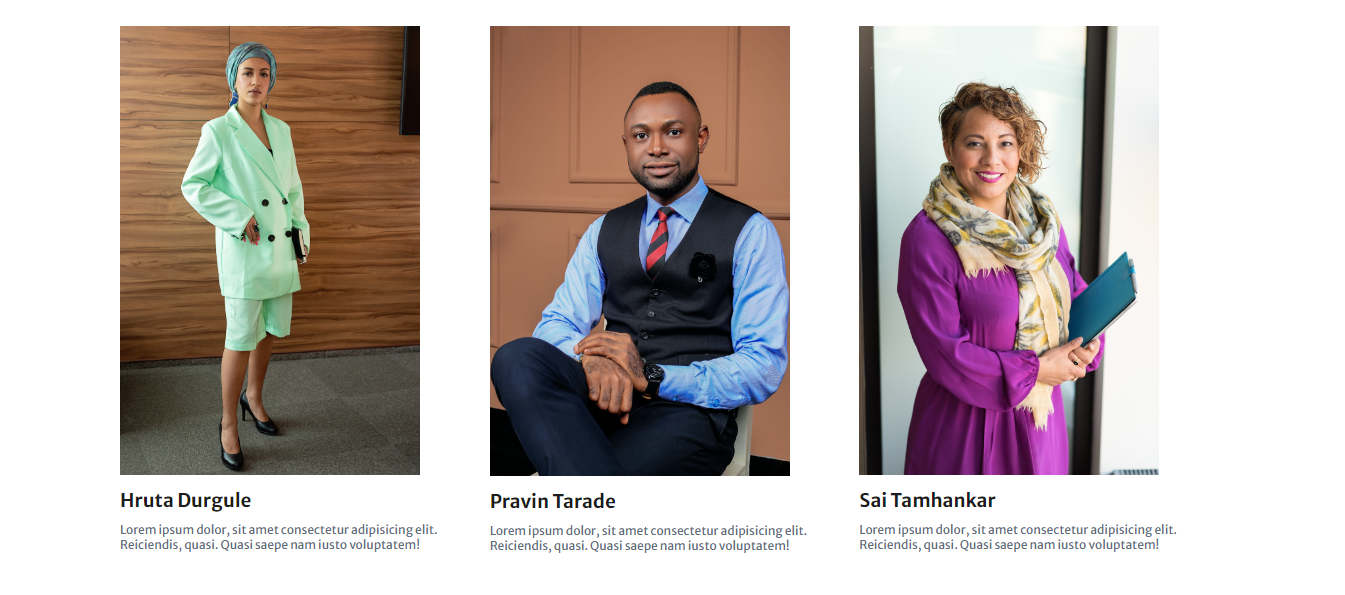 Hruta Durgule
Lorem ipsum dolor, sit amet consectetur adipisicing elit.
Reiciendis, quasi. Quasi saepe nam iusto voluptatem!
Pravin Tarade
Lorem ipsum dolor, sit amet consectetur adipisicing elit.
Reiciendis, quasi. Quasi saepe nam iusto voluptatem!
Sai Tamhankar
Lorem ipsum dolor, sit amet consectetur adipisicing elit.
Reiciendis, quasi. Quasi saepe nam iusto voluptatem!